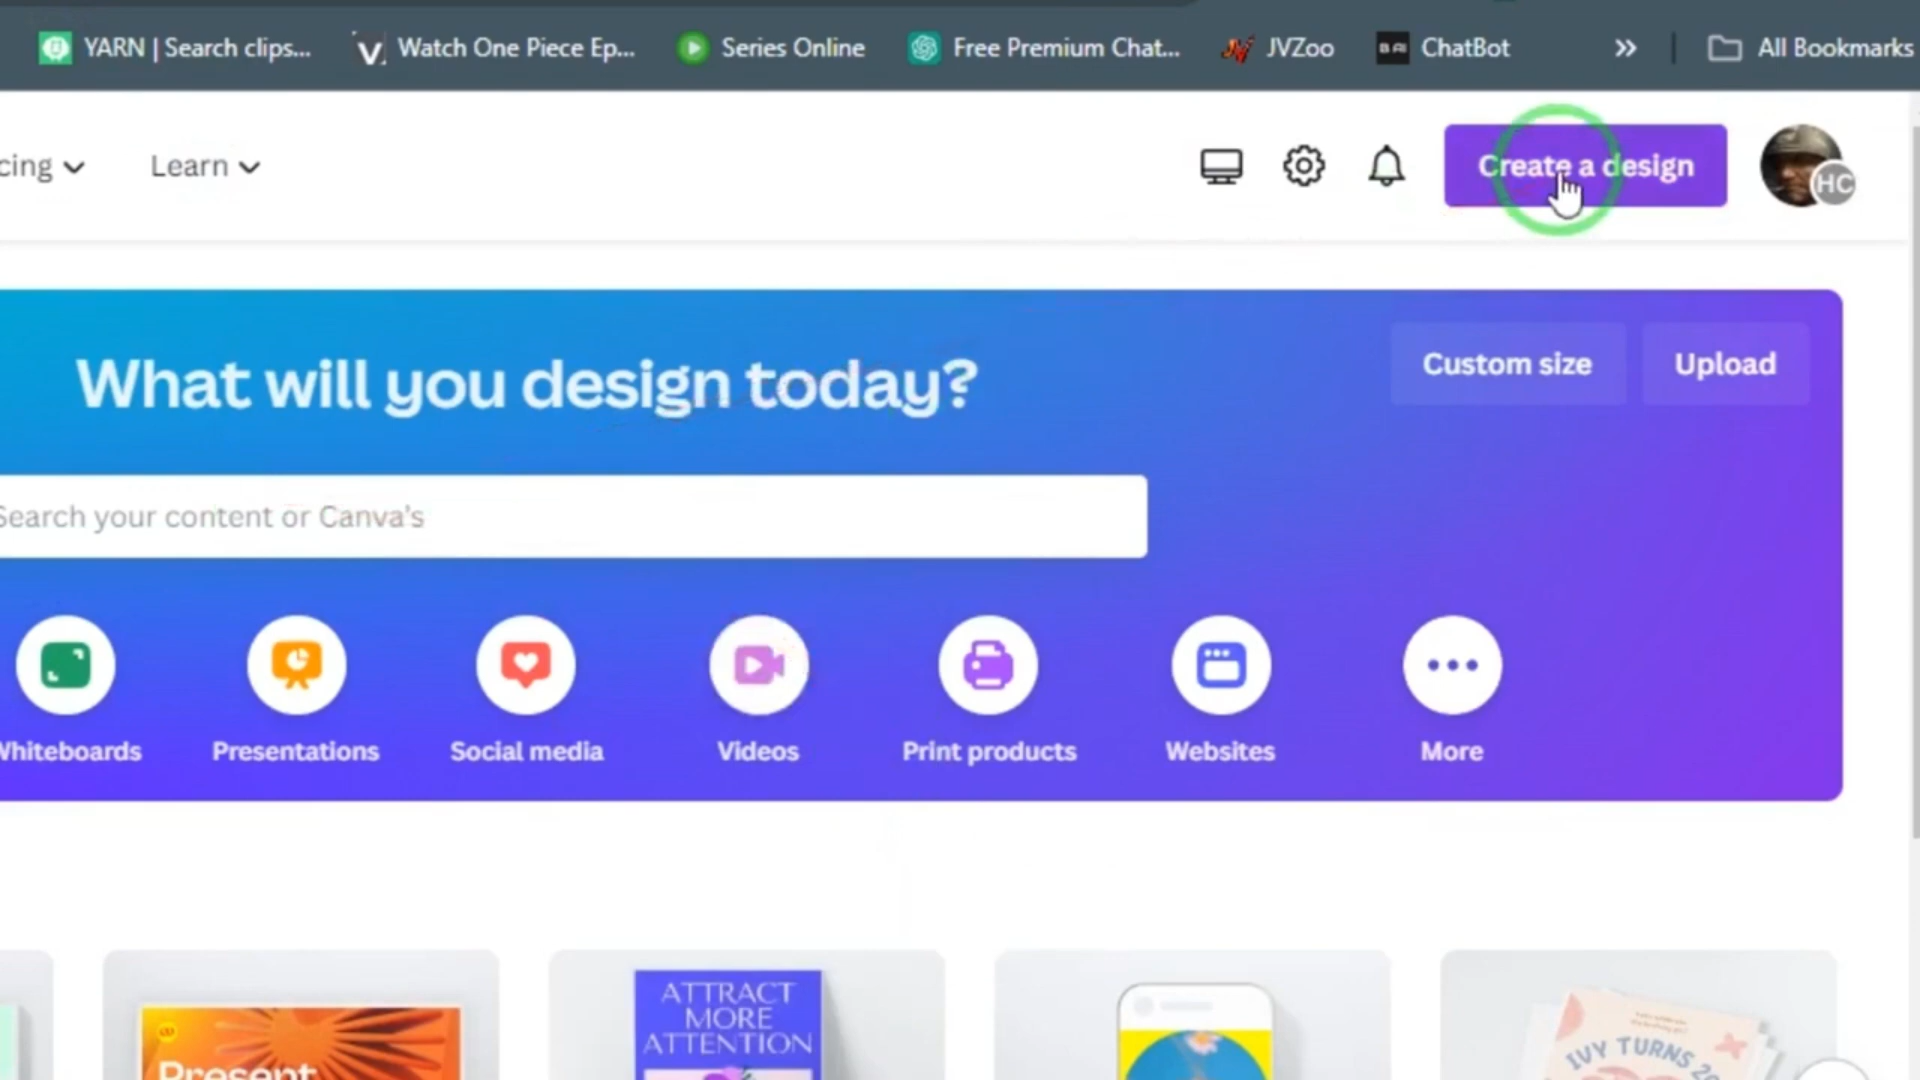 YARN | Search clips...
Watch One Piece Ep...
Series Online
Free Premium Chat...
JVZoo
BAI
ChatBot
All Bookmarks
cing
Learn
Create a design
HC
What will you design today?
Custom size
Upload
Search your content or Canva's
Whiteboards
Presentations
Social media
Videos
Print products
Websites
More
Present
ATTRACT
MORE
ATTENTION
IVY TURNS